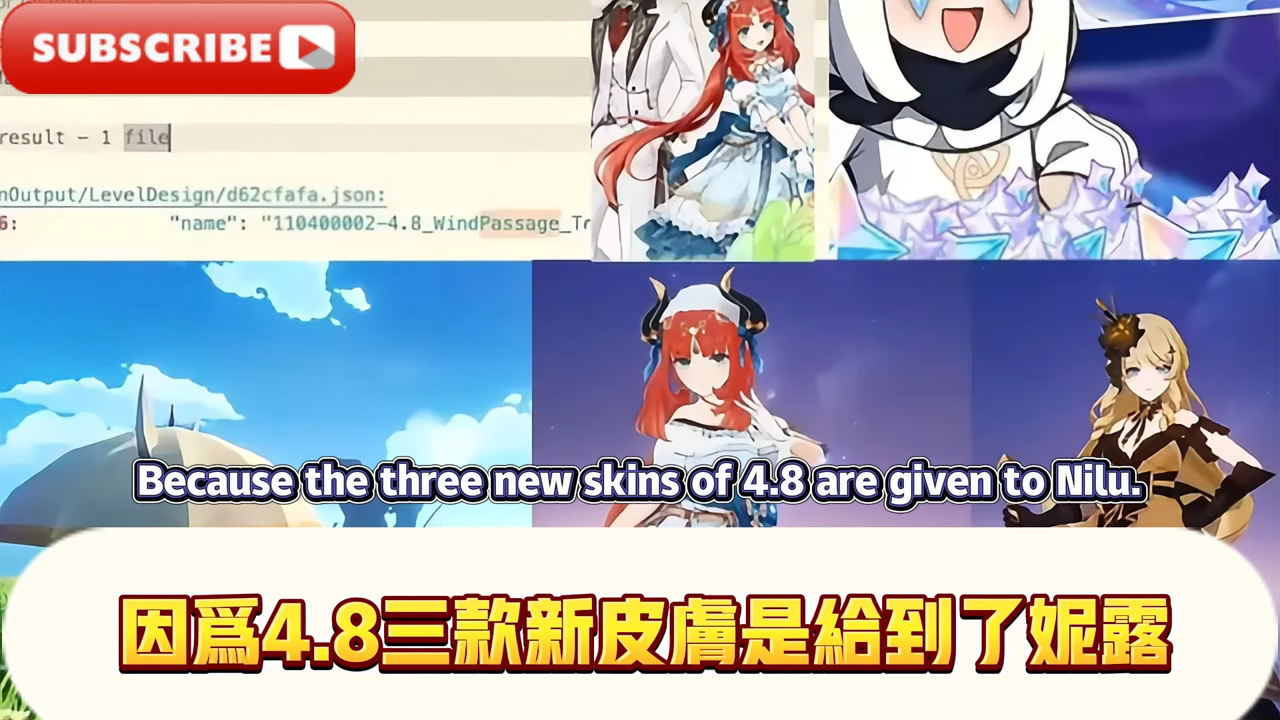 SUBSCRIBE
result – 1 file
nOutput/LevelDesign/d62cfafa.json:
6: "name": "110400002-4.8_WindPassage_Tr
Because the three new skins of 4.8 are given to Nilu.
因爲4.8三款新皮膚是給到了妮露